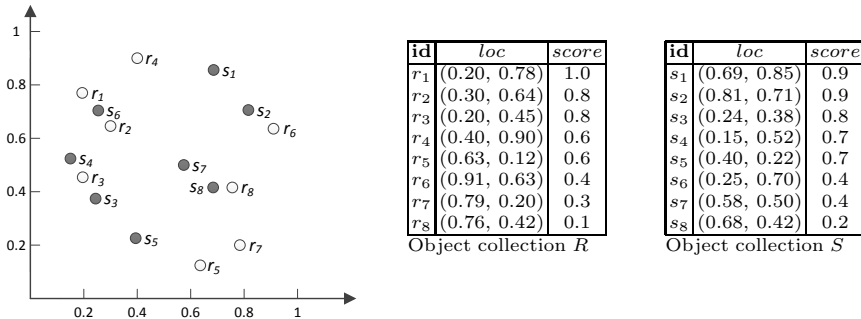 1
0.8
0.6
0.4
0.2
0.2 0.4 0.6 0.8 1
r4
s1
r1
s6
r2
s2
r6
s4
r3
s3
s7
s8 r8
s5
r7
r5
id loc score
r1 (0.20, 0.78) 1.0
r2 (0.30, 0.64) 0.8
r3 (0.20, 0.45) 0.8
r4 (0.40, 0.90) 0.6
r5 (0.63, 0.12) 0.6
r6 (0.91, 0.63) 0.4
r7 (0.79, 0.20) 0.3
r8 (0.76, 0.42) 0.1
Object collection R
id loc score
s1 (0.69, 0.85) 0.9
s2 (0.81, 0.71) 0.9
s3 (0.24, 0.38) 0.8
s4 (0.15, 0.52) 0.7
s5 (0.40, 0.22) 0.7
s6 (0.25, 0.70) 0.4
s7 (0.58, 0.50) 0.4
s8 (0.68, 0.42) 0.2
Object collection S